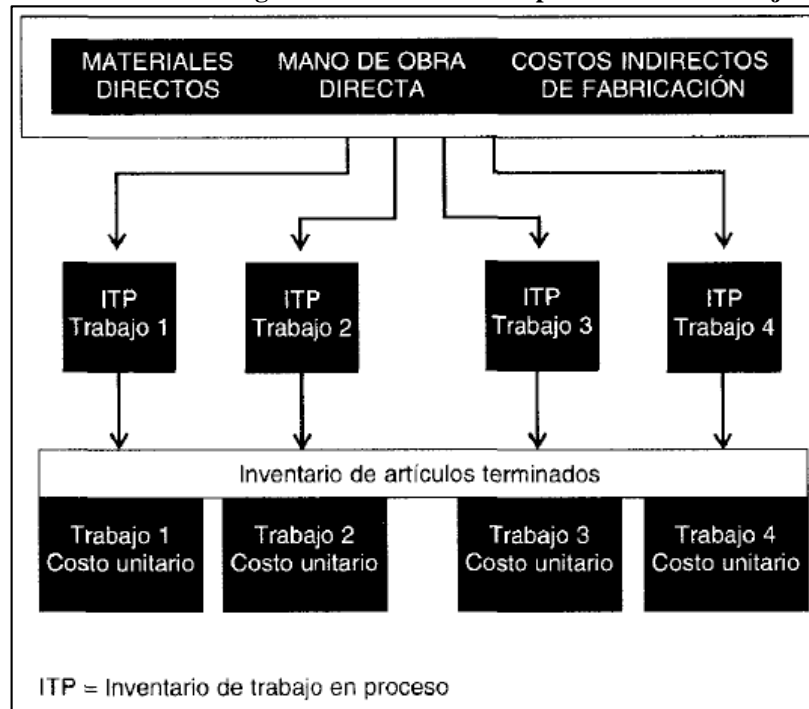 MATERIALES
DIRECTOS
MANO DE OBRA
DIRECTA
COSTOS INDIRECTOS
DE FABRICACIÓN
ITP
Trabajo 1
ITP
Trabajo 2
ITP
Trabajo 3
ITP
Trabajo 4
Inventario de artículos terminados
Trabajo 1
Costo unitario
Trabajo 2
Costo unitario
Trabajo 3
Costo unitario
Trabajo 4
Costo unitario
ITP = Inventario de trabajo en proceso